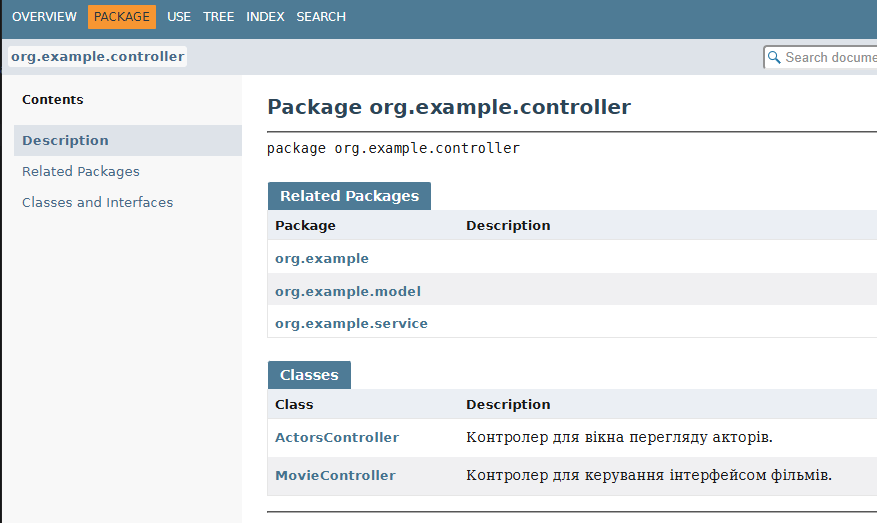 OVERVIEW PACKAGE USE TREE INDEX SEARCH
org.example.controller
Search docume
Contents
Description
Related Packages
Classes and Interfaces
Package org.example.controller
package org.example.controller
Related Packages
Package Description
org.example
org.example.model
org.example.service
Classes
Class Description
ActorsController Контролер для вікна перегляду акторів.
MovieController Контролер для керування інтерфейсом фільмів.